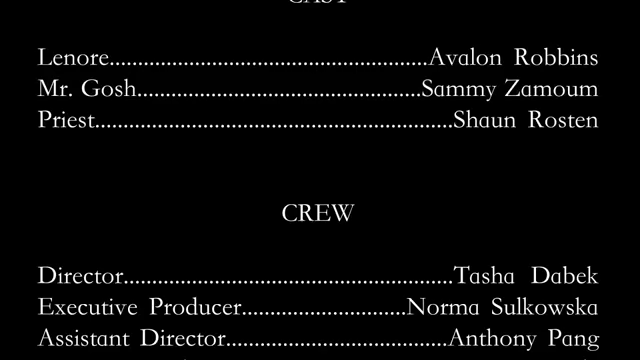 CAST
Lenore........................................................Avalon Robbins
Mr. Gosh..................................................Sammy Zamoum
Priest...............................................................Shaun Rosten
CREW
Director..........................................................Tasha Dabek
Executive Producer.............................Norma Sulkowska
Assistant Director.......................................Anthony Pang